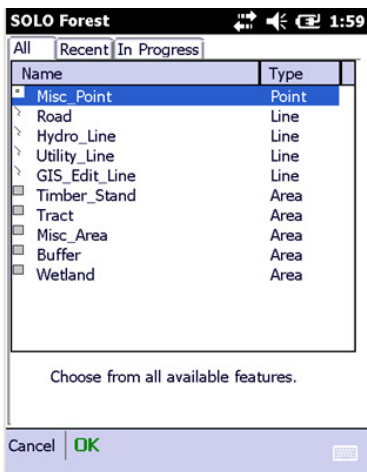 SOLO Forest 1:59
All Recent In Progress
Name Type
Misc_Point Point
Road Line
Hydro_Line Line
Utility_Line Line
GIS_Edit_Line Line
Timber_Stand Area
Tract Area
Misc_Area Area
Buffer Area
Wetland Area
Choose from all available features.
Cancel OK